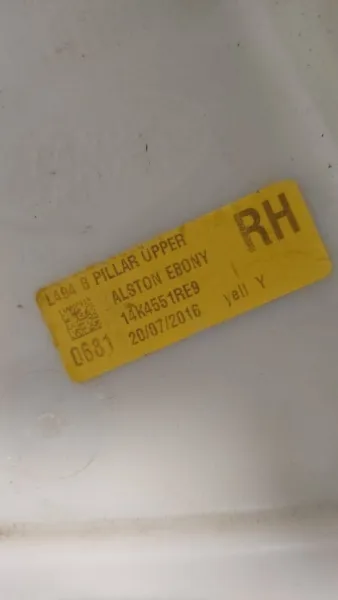 L494 B PILLAR UPPER
RH
ALSTON EBONY
14K4551RE9
yell Y
0681
20/07/2016